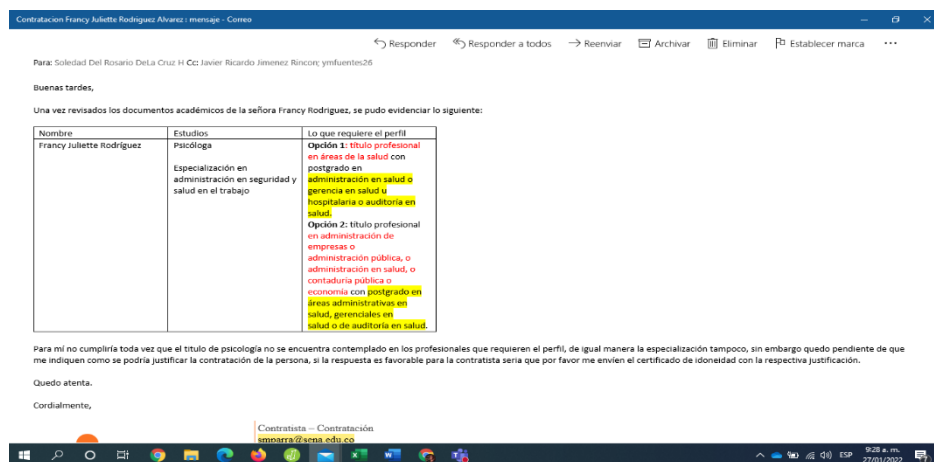 Contratacion Francy Juliette Rodriguez Alvarez : mensaje - Correo
Responder Responder a todos Reenviar Archivar Eliminar Establecer marca ...
Para: Soledad Del Rosario DeLa Cruz H Cc: Javier Ricardo Jimenez Rincon; ymfuentes26
Buenas tardes,
Una vez revisados los documentos académicos de la señora Francy Rodriguez, se pudo evidenciar lo siguiente:
Nombre Estudios Lo que requiere el perfil
Francy Juliette Rodríguez
Psicóloga
Especialización en
administración en seguridad y
salud en el trabajo
Opción 1: título profesional
en áreas de la salud con
postgrado en
administración en salud o
gerencia en salud u
hospitalaria o auditoría en
salud.
Opción 2: título profesional
en administración de
empresas o
administración pública, o
administración en salud, o
contaduría pública o
economía con postgrado en
áreas administrativas en
salud, gerenciales en
salud o de auditoría en salud.
Para mí no cumpliría toda vez que el titulo de psicología no se encuentra contemplado en los profesionales que requieren el perfil, de igual manera la especialización tampoco, sin embargo quedo pendiente de que
me indiquen como se podría justificar la contratación de la persona, si la respuesta es favorable para la contratista seria que por favor me envíen el certificado de idoneidad con la respectiva justificación.
Quedo atenta.
Cordialmente,
Contratista – Contratación
smparra@sena.edu.co
ESP
9:28 a. m.
27/01/2022